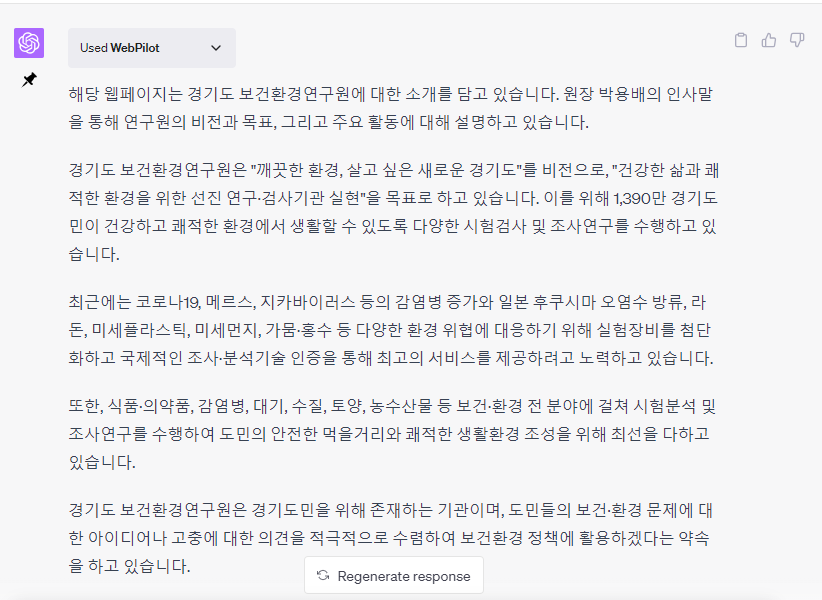 Used WebPilot
해당 웹페이지는 경기도 보건환경연구원에 대한 소개를 담고 있습니다. 원장 박용배의 인사말
을 통해 연구원의 비전과 목표, 그리고 주요 활동에 대해 설명하고 있습니다.
경기도 보건환경연구원은 "깨끗한 환경, 살고 싶은 새로운 경기도"를 비전으로, "건강한 삶과 쾌
적한 환경을 위한 선진 연구·검사기관 실현"을 목표로 하고 있습니다. 이를 위해 1,390만 경기도
민이 건강하고 쾌적한 환경에서 생활할 수 있도록 다양한 시험검사 및 조사연구를 수행하고 있
습니다.
최근에는 코로나19, 메르스, 지카바이러스 등의 감염병 증가와 일본 후쿠시마 오염수 방류, 라
돈, 미세플라스틱, 미세먼지, 가뭄·홍수 등 다양한 환경 위협에 대응하기 위해 실험장비를 첨단
화하고 국제적인 조사·분석기술 인증을 통해 최고의 서비스를 제공하려고 노력하고 있습니다.
또한, 식품·의약품, 감염병, 대기, 수질, 토양, 농수산물 등 보건·환경 전 분야에 걸쳐 시험분석 및
조사연구를 수행하여 도민의 안전한 먹을거리와 쾌적한 생활환경 조성을 위해 최선을 다하고
있습니다.
경기도 보건환경연구원은 경기도민을 위해 존재하는 기관이며, 도민들의 보건·환경 문제에 대
한 아이디어나 고충에 대한 의견을 적극적으로 수렴하여 보건환경 정책에 활용하겠다는 약속
을 하고 있습니다.
Regenerate response